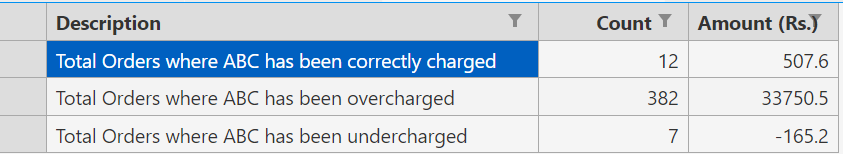 Description Count Amount (Rs.)
Total Orders where ABC has been correctly charged 12 507.6
Total Orders where ABC has been overcharged 382 33750.5
Total Orders where ABC has been undercharged 7 -165.2